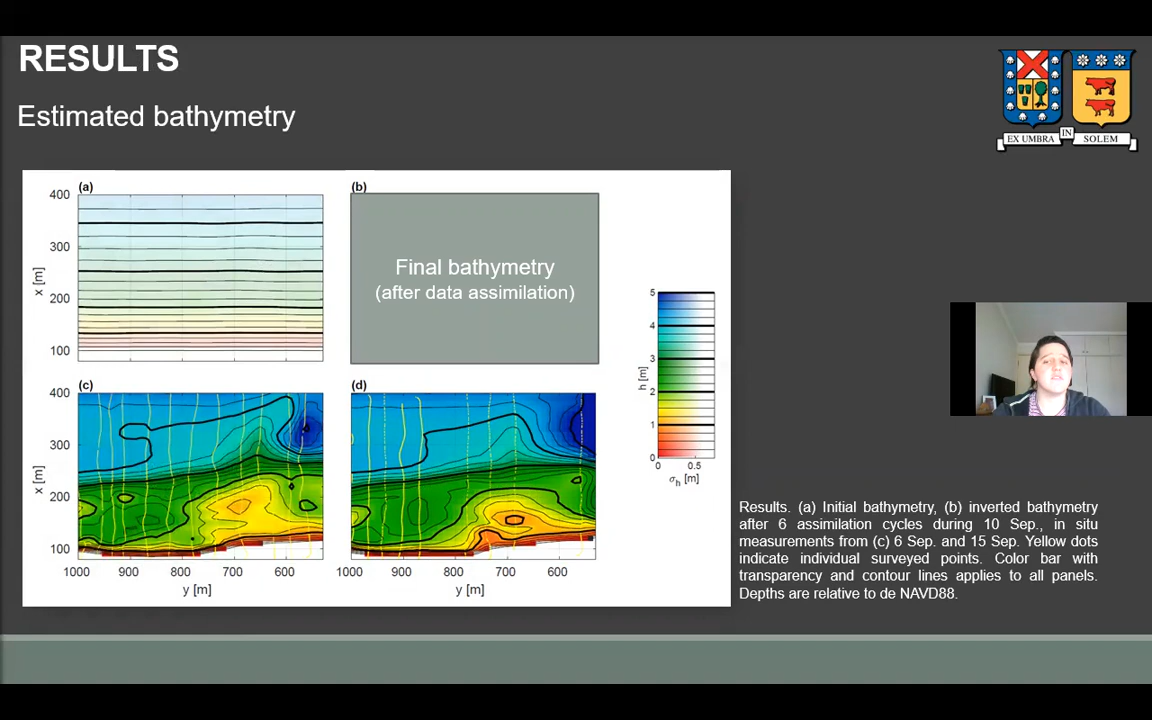 RESULTS
Estimated bathymetry
EX UMBRA IN SOLEM
(a)
(b)
400
300
200
100
x [m]
Final bathymetry
(after data assimilation)
(c)
(d)
400
300
200
100
x [m]
1000 900 800 700 600
y [m]
1000 900 800 700 600
y [m]
5
4
3
2
1
0
h [m]
0 0.5
σh [m]
Results. (a) Initial bathymetry, (b) inverted bathymetry
after 6 assimilation cycles during 10 Sep., in situ
measurements from (c) 6 Sep. and 15 Sep. Yellow dots
indicate individual surveyed points. Color bar with
transparency and contour lines applies to all panels.
Depths are relative to de NAVD88.